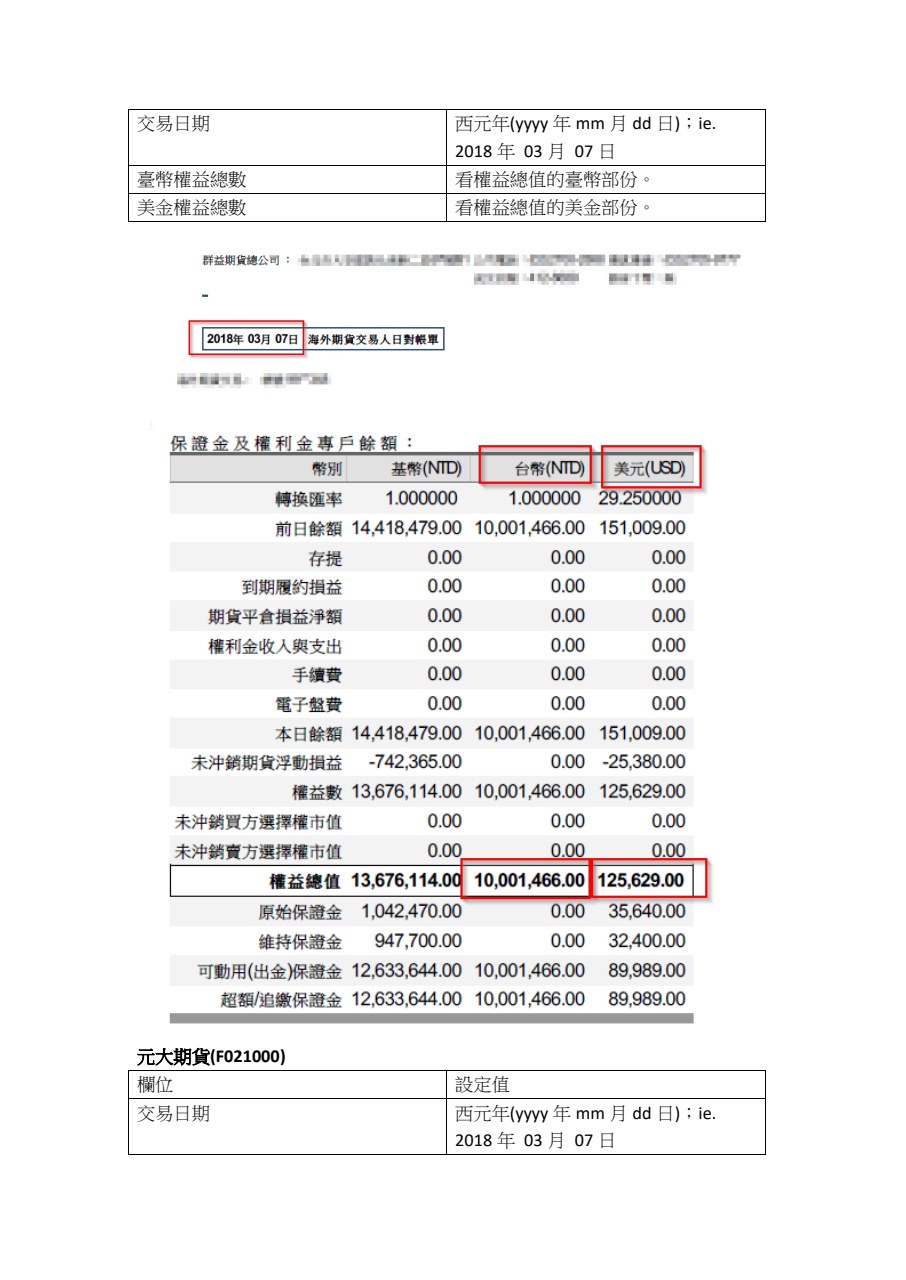 交易日期 西元年(yyyy 年 mm 月 dd 日)；ie.
2018 年 03 月 07 日
臺幣權益總數 看權益總值的臺幣部份。
美金權益總數 看權益總值的美金部份。
群益期貨總公司：
2018年 03月 07日 海外期貨交易人日對帳單
保證金及權利金專戶餘額：
幣別 基幣(NTD) 台幣(NTD) 美元(USD)
轉換匯率 1.000000 1.000000 29.250000
前日餘額 14,418,479.00 10,001,466.00 151,009.00
存提 0.00 0.00 0.00
到期履約損益 0.00 0.00 0.00
期貨平倉損益淨額 0.00 0.00 0.00
權利金收入與支出 0.00 0.00 0.00
手續費 0.00 0.00 0.00
電子盤費 0.00 0.00 0.00
本日餘額 14,418,479.00 10,001,466.00 151,009.00
未沖銷期貨浮動損益 -742,365.00 0.00 -25,380.00
權益數 13,676,114.00 10,001,466.00 125,629.00
未沖銷買方選擇權市值 0.00 0.00 0.00
未沖銷賣方選擇權市值 0.00 0.00 0.00
權益總值 13,676,114.00 10,001,466.00 125,629.00
原始保證金 1,042,470.00 0.00 35,640.00
維持保證金 947,700.00 0.00 32,400.00
可動用(出金)保證金 12,633,644.00 10,001,466.00 89,989.00
超額/追繳保證金 12,633,644.00 10,001,466.00 89,989.00
元大期貨(F021000)
欄位 設定值
交易日期 西元年(yyyy 年 mm 月 dd 日)；ie.
2018 年 03 月 07 日